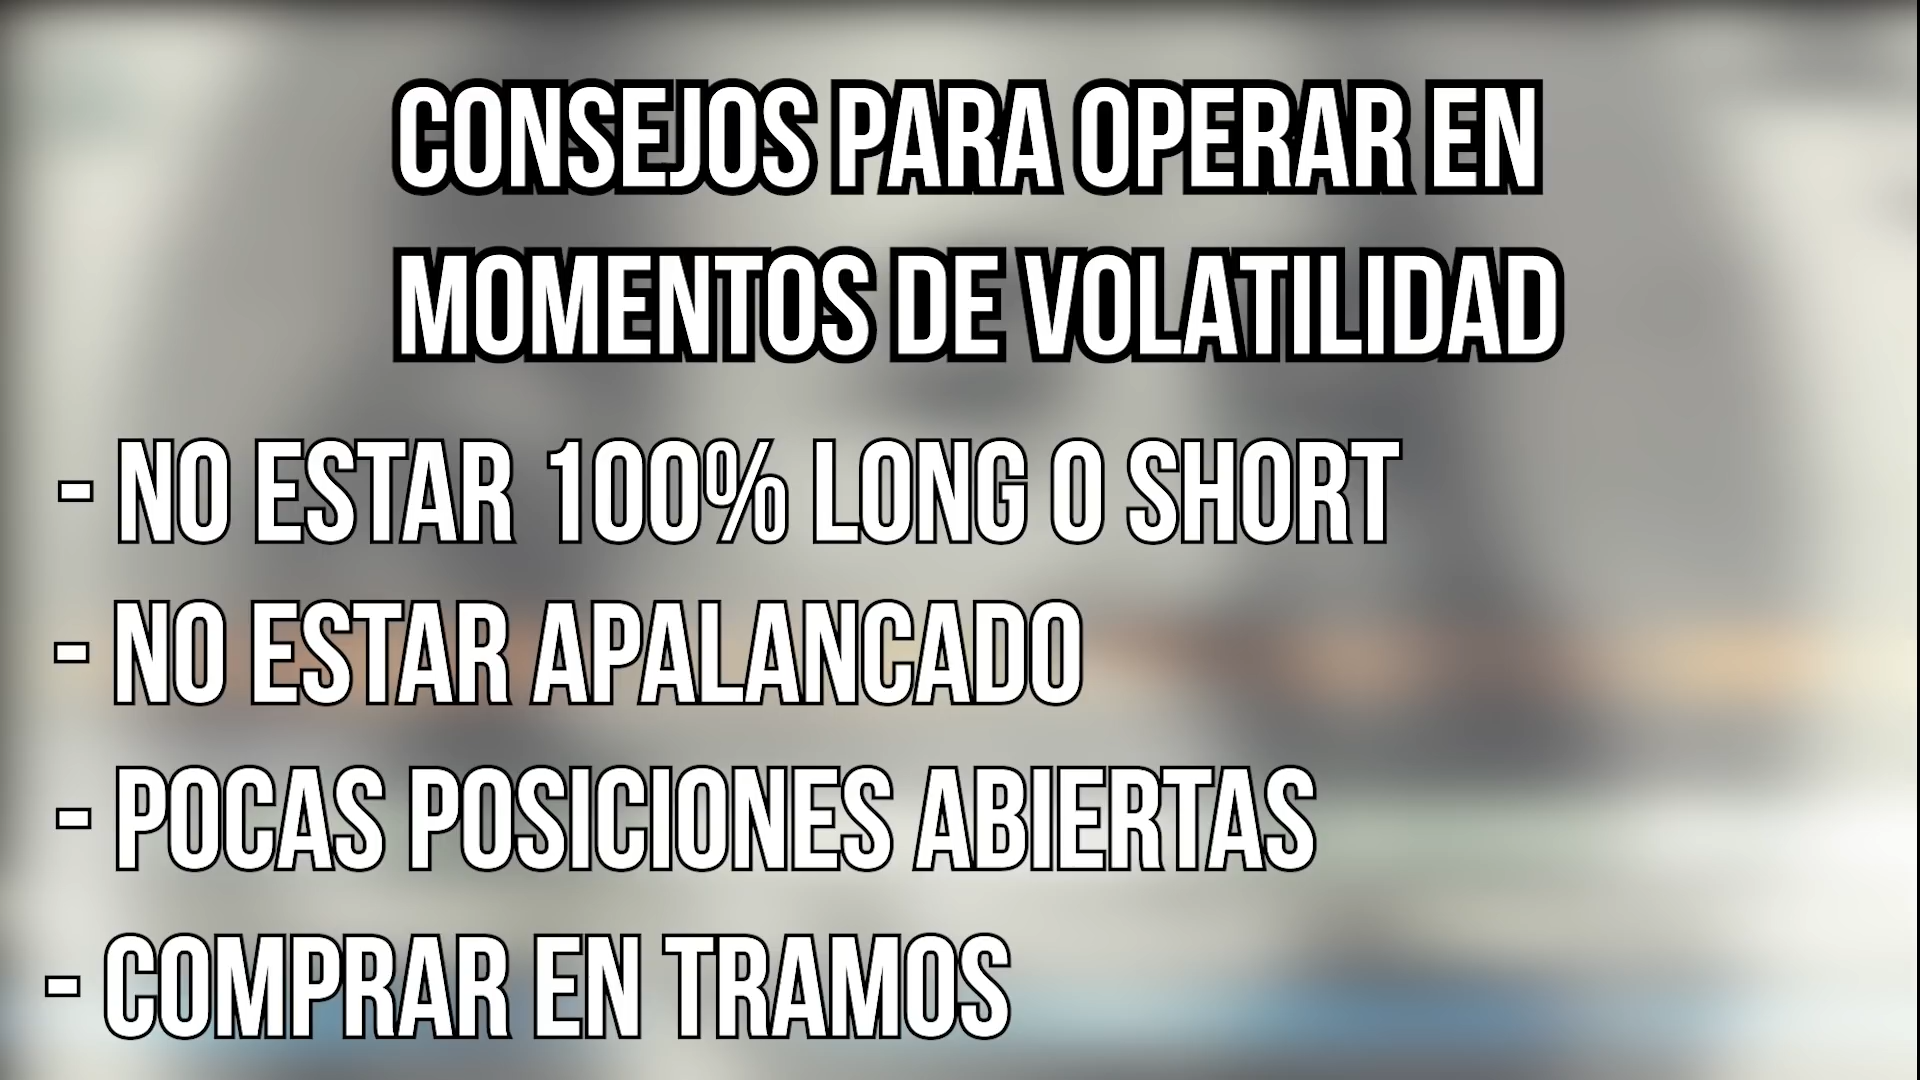 CONSEJOS PARA OPERAR EN
MOMENTOS DE VOLATILIDAD
- NO ESTAR 100% LONG O SHORT
- NO ESTAR APALANCADO
- POCAS POSICIONES ABIERTAS
- COMPRAR EN TRAMOS